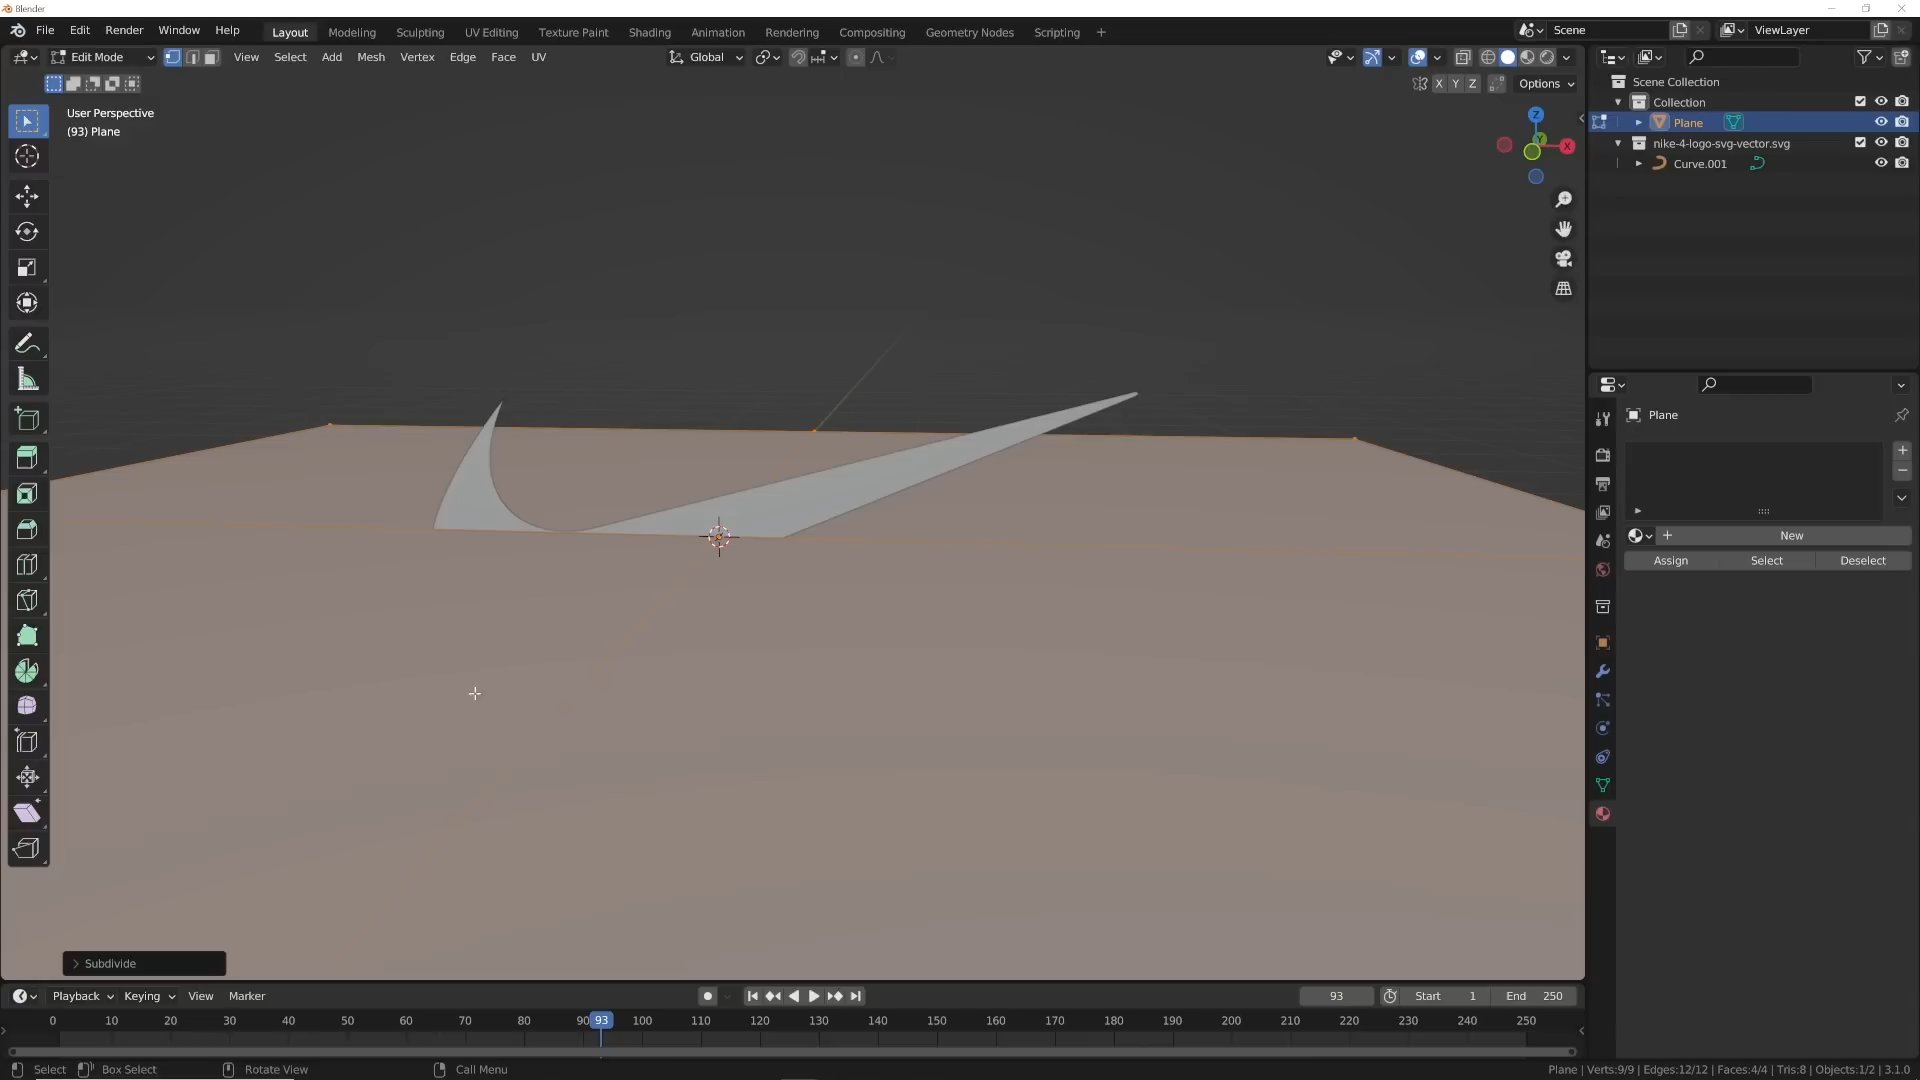 Blender
File Edit Render Window Help
Layout Modeling Sculpting UV Editing Texture Paint Shading Animation Rendering Compositing Geometry Nodes Scripting +
Scene
ViewLayer
Edit Mode
View Select Add Mesh Vertex Edge Face UV
Global
X Y Z
Options
User Perspective
(93) Plane
Z
Y
X
Scene Collection
Collection
Plane
nike-4-logo-svg-vector.svg
Curve.001
Plane
New
Assign Select Deselect
Subdivide
Playback Keying View Marker
93
Start 1
End 250
0 10 20 30 40 50 60 70 80 90 93 100 110 120 130 140 150 160 170 180 190 200 210 220 230 240 250
Select Box Select Rotate View Call Menu
Plane | Verts:9/9 | Edges:12/12 | Faces:4/4 | Tris:8 | Objects:1/2 | 3.1.0